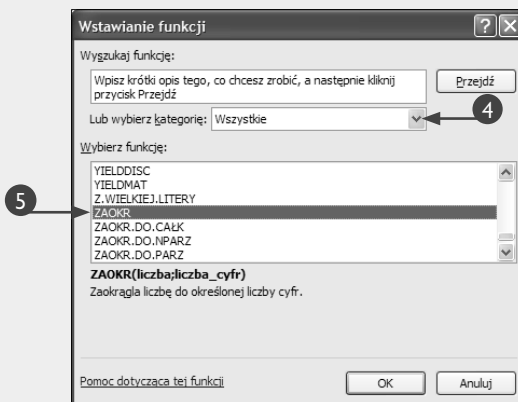 Wstawianie funkcji
Wyszukaj funkcję:
Wpisz krótki opis tego, co chcesz zrobić, a następnie kliknij
przycisk Przejdź
Przejdź
Lub wybierz kategorię: Wszystkie
4
Wybierz funkcję:
YIELDDISC
YIELDMAT
Z.WIELKIEJ.LITERY
5
ZAOKR
ZAOKR.DO.CAŁK
ZAOKR.DO.NPARZ
ZAOKR.DO.PARZ
ZAOKR(liczba;liczba_cyfr)
Zaokrągla liczbę do określonej liczby cyfr.
Pomoc dotycząca tej funkcji
OK
Anuluj